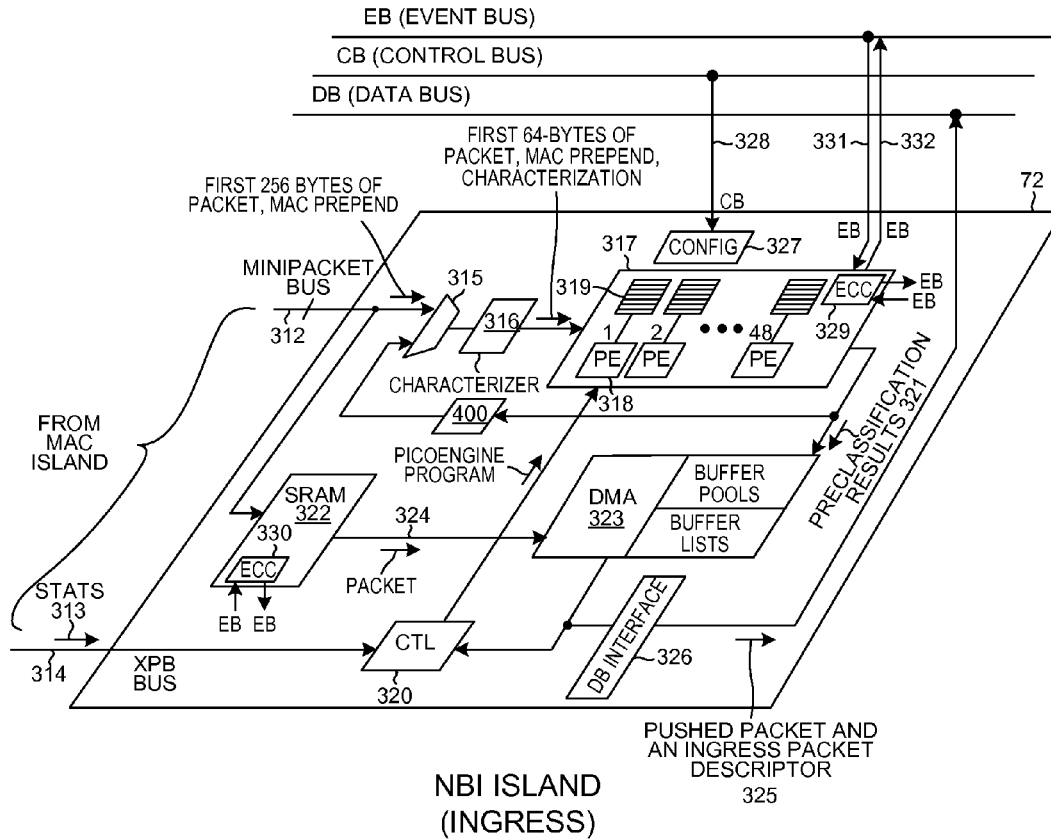 EB (EVENT BUS)
CB (CONTROL BUS)
DB (DATA BUS)
FIRST 64-BYTES OF
PACKET, MAC PREPEND,
CHARACTERIZATION
328
331
332
FIRST 256 BYTES OF
PACKET, MAC PREPEND
72
CB
EB
EB
CONFIG
327
317
MINIPACKET
BUS
315
319
ECC
EB
EB
312
316
329
1
2
48
PE
PE
PE
CHARACTERIZER
318
400
FROM
MAC
ISLAND
PICOENGINE
PROGRAM
PRECLASSIFICATION
RESULTS 321
SRAM
322
DMA
323
BUFFER
POOLS
BUFFER
LISTS
324
330
ECC
PACKET
EB
EB
STATS
313
314
XPB
BUS
CTL
320
DB INTERFACE
326
PUSHED PACKET AND
AN INGRESS PACKET
DESCRIPTOR
325
NBI ISLAND
(INGRESS)